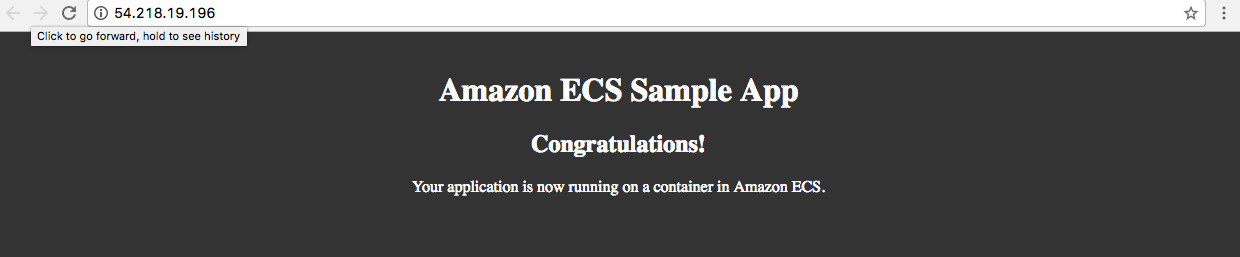 54.218.19.196
Click to go forward, hold to see history
Amazon ECS Sample App
Congratulations!
Your application is now running on a container in Amazon ECS.